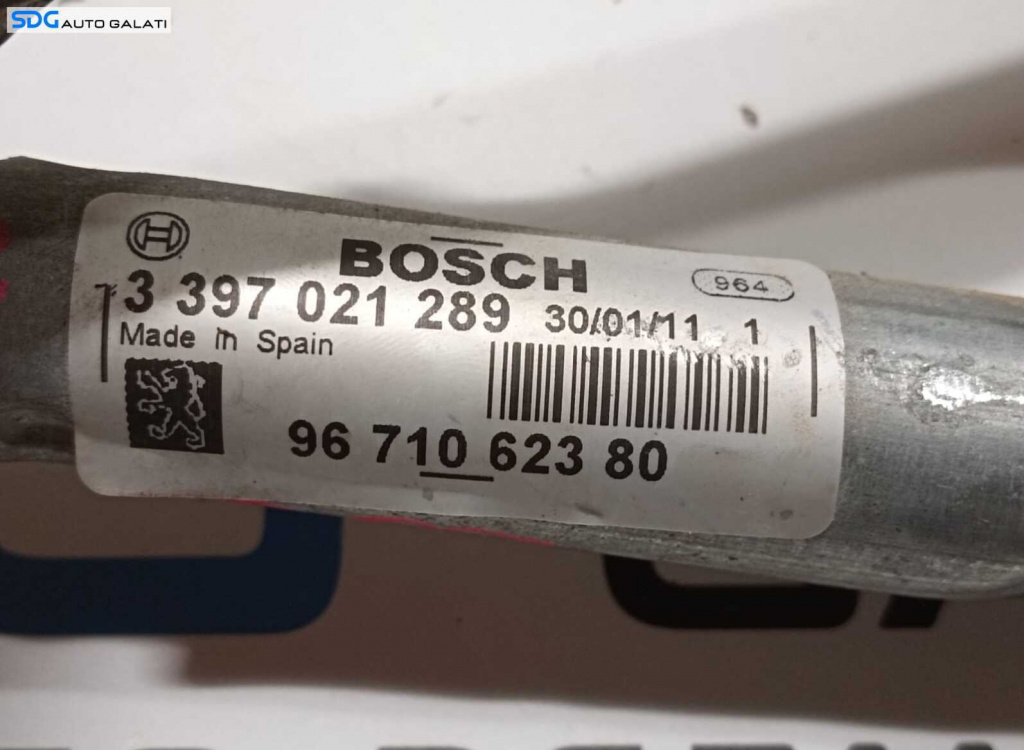 SDG AUTO GALATI
BOSCH
964
3 397 021 289 30/01/11 1
Made in Spain
96 710 623 80